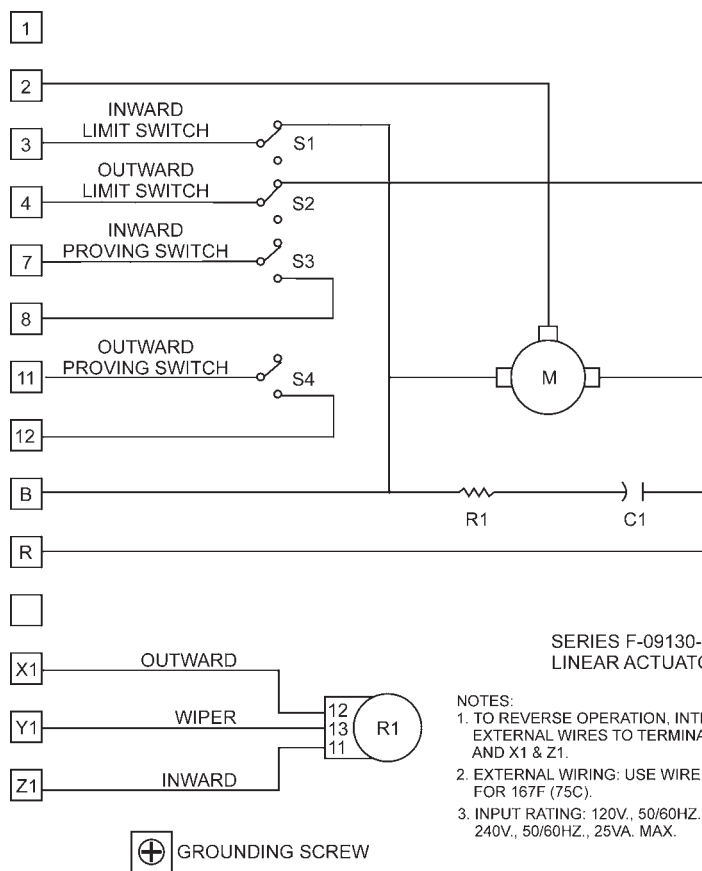 1
2
INWARD
LIMIT SWITCH
3
S1
OUTWARD
LIMIT SWITCH
4
S2
INWARD
PROVING SWITCH
7
S3
8
OUTWARD
PROVING SWITCH
11
S4
M
12
B
R1
C1
R
SERIES F-09130-
LINEAR
X1
OUTWARD
12
Y1
WIPER
13
R1
11
Z1
INWARD
NOTES:
1. TO REVERSE OPERATION,
EXTERNAL WIRES TO
AND X1 & Z1.
2. EXTERNAL WIRING: USE WIRE
FOR 167F (75C).
3. INPUT RATING: 120V., 50/60HZ.
240V., 50/60HZ., 25VA. MAX.
GROUNDING SCREW